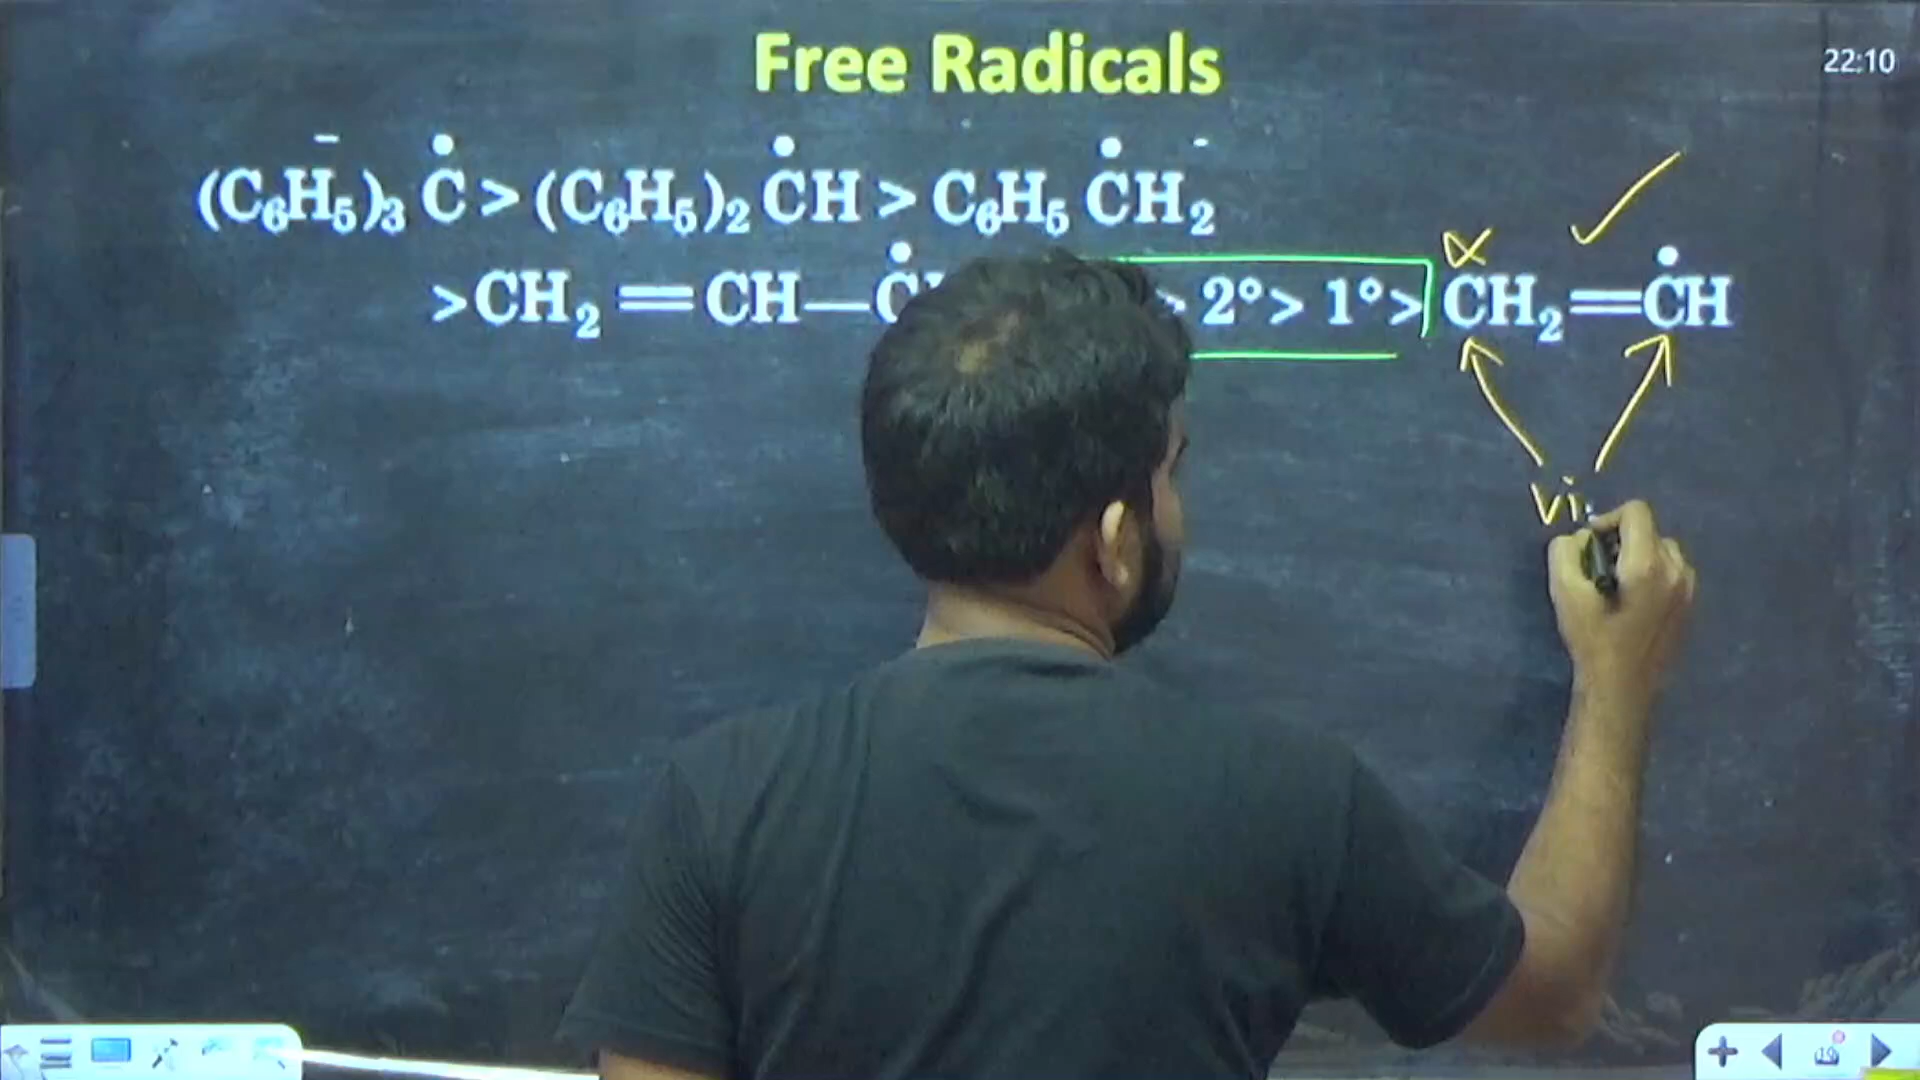 Free Radicals
22:10
(C₆H₅)₃ Ċ > (C₆H₅)₂ ĊH > C₆H₅ ĊH₂
α
>CH₂ ═ CH—Ċ > 2° > 1° > CH₂═ĊH
vi